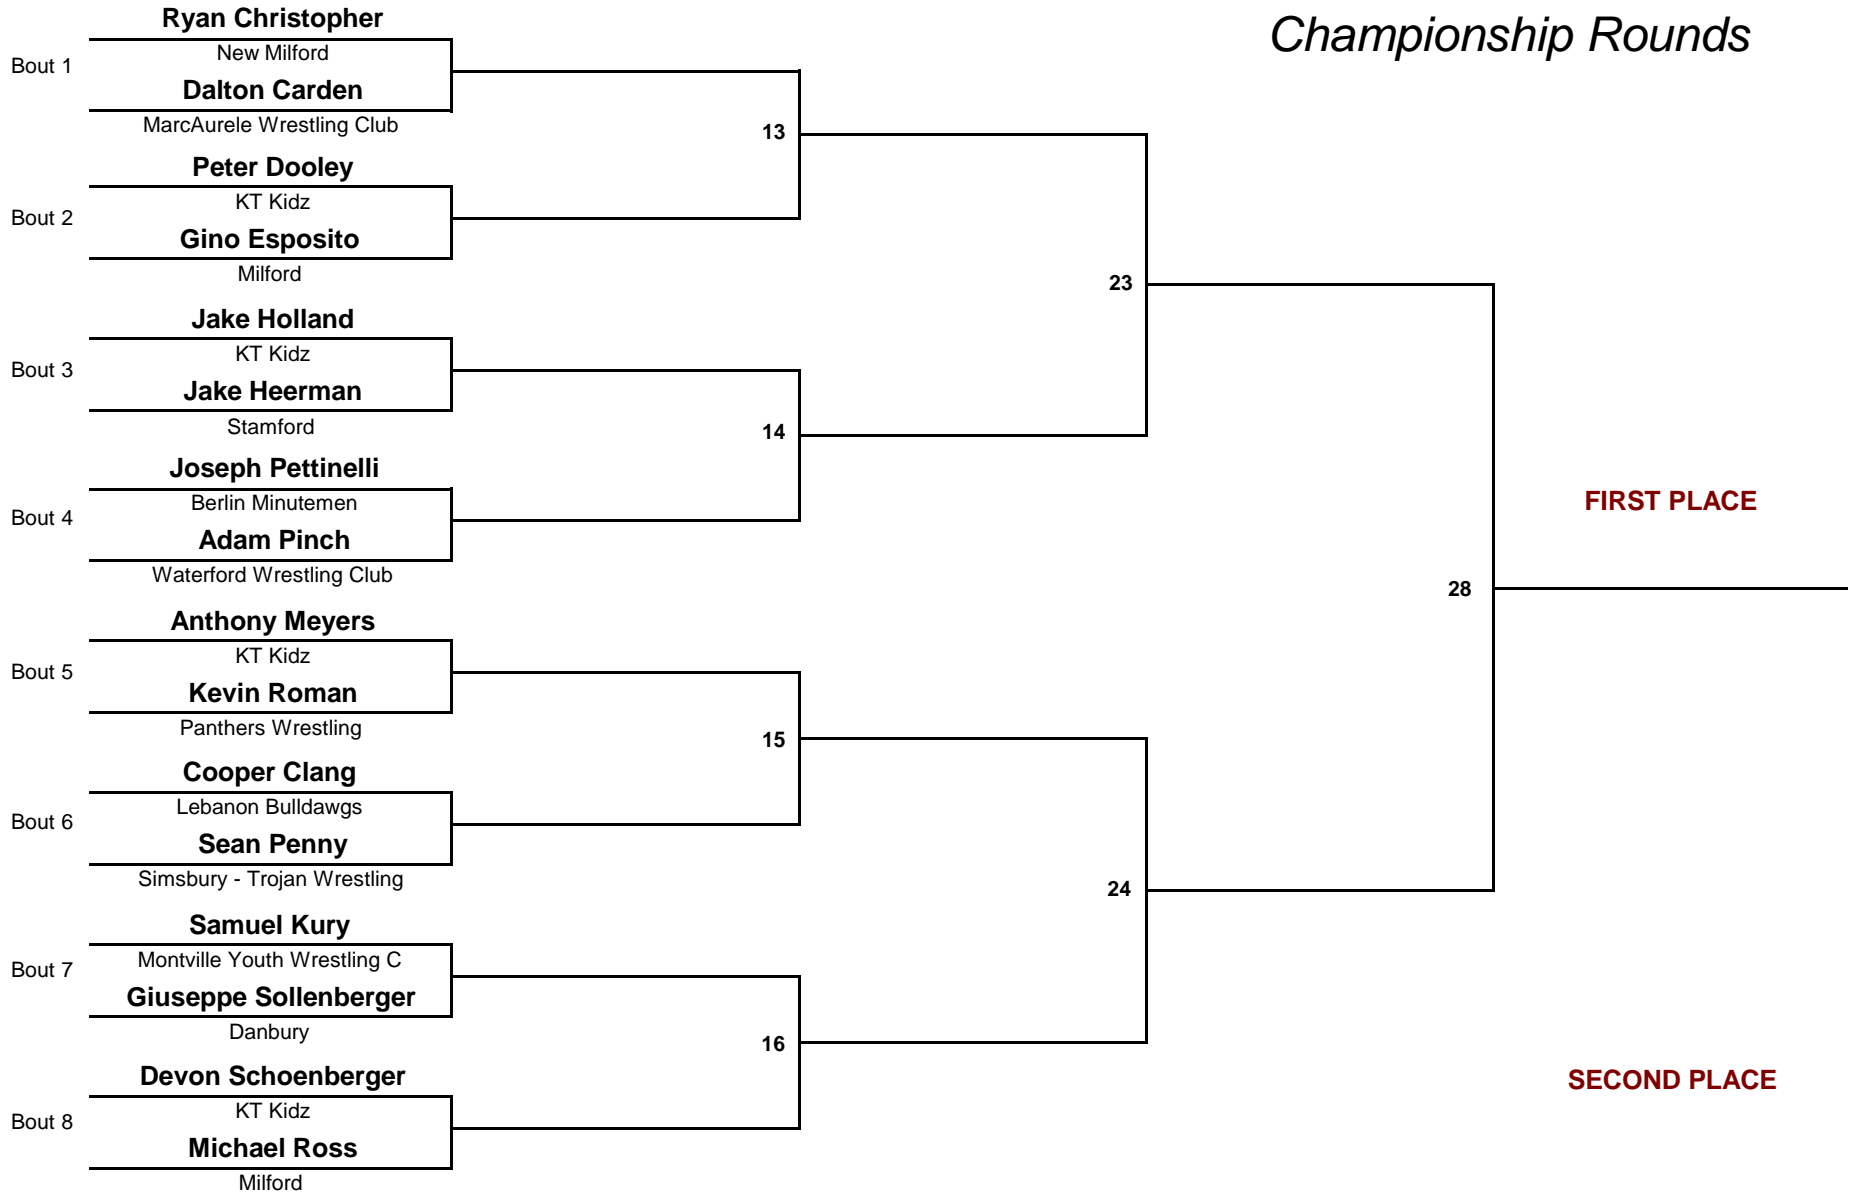 Championship Rounds
Ryan Christopher
Bout 1
New Milford
Dalton Carden
MarcAurele Wrestling Club
13
Peter Dooley
Bout 2
KT Kidz
Gino Esposito
Milford
23
Jake Holland
Bout 3
KT Kidz
Jake Heerman
Stamford
14
Joseph Pettinelli
Bout 4
Berlin Minutemen
Adam Pinch
Waterford Wrestling Club
FIRST PLACE
28
Anthony Meyers
Bout 5
KT Kidz
Kevin Roman
Panthers Wrestling
15
Cooper Clang
Bout 6
Lebanon Bulldawgs
Sean Penny
Simsbury - Trojan Wrestling
24
Samuel Kury
Bout 7
Montville Youth Wrestling C
Giuseppe Sollenberger
Danbury
16
Devon Schoenberger
Bout 8
KT Kidz
Michael Ross
Milford
SECOND PLACE